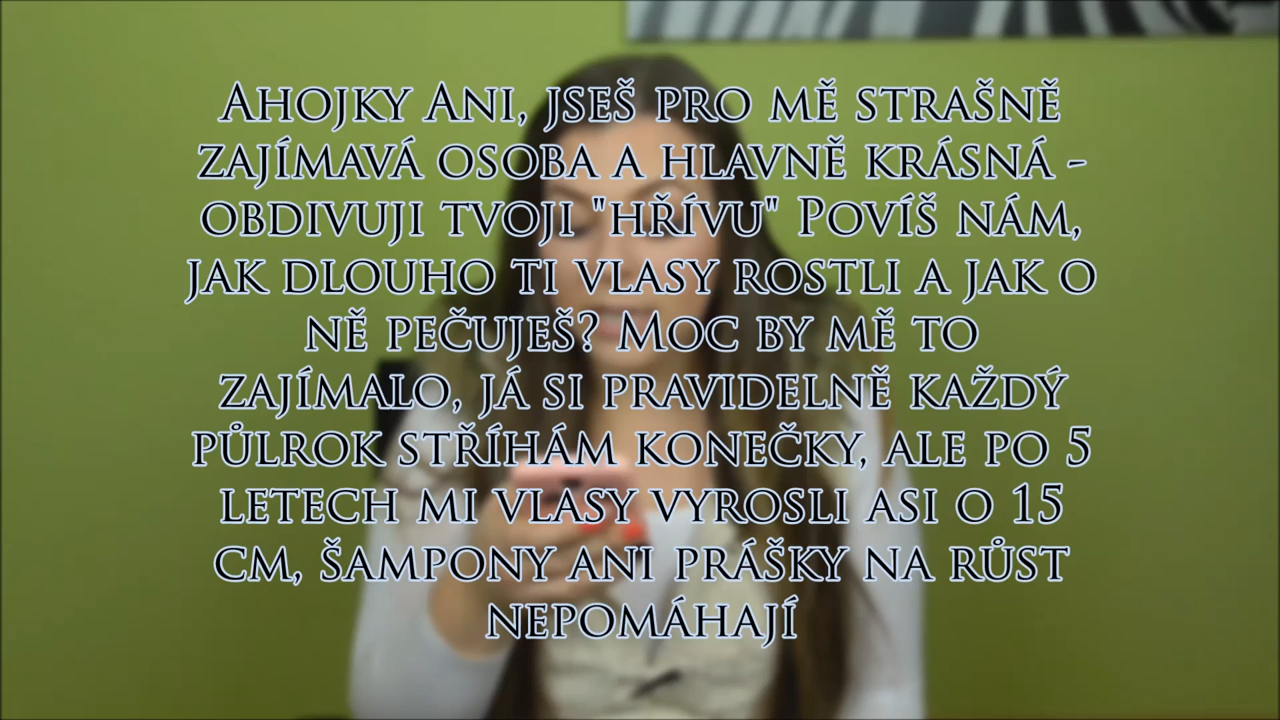 Ahojky Ani, jseš pro mě strašně
zajímavá osoba a hlavně krásná -
obdivuji tvoji "hřívu" Povíš nám,
jak dlouho ti vlasy rostli a jak o
ně pečuješ? Moc by mě to
zajímalo, já si pravidelně každý
půlrok stříhám konečky, ale po 5
letech mi vlasy vyrosli asi o 15
cm, šampony ani prášky na růst
nepomáhají